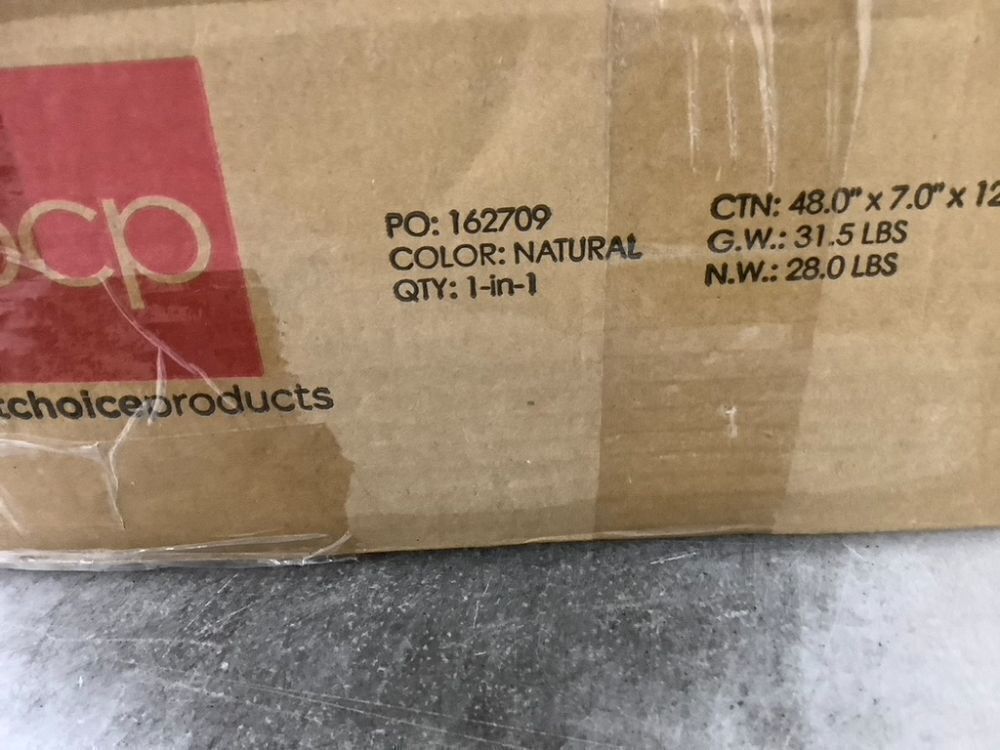 cp
tchoiceproducts
PO: 162709
COLOR: NATURAL
QTY: 1-in-1
CTN: 48.0" x 7.0" x 12
G.W.: 31.5 LBS
N.W.: 28.0 LBS